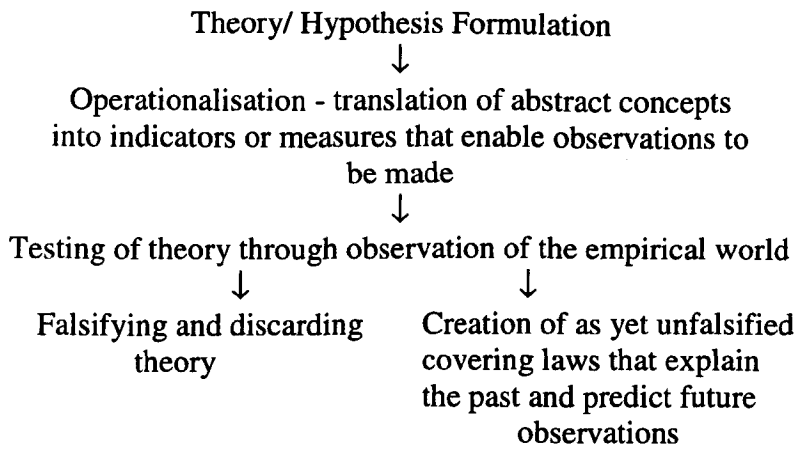 Theory/ Hypothesis Formulation
↓
Operationalisation - translation of abstract concepts
into indicators or measures that enable observations to
be made
↓
Testing of theory through observation of the empirical world
↓ ↓
Falsifying and discarding
theory
Creation of as yet unfalsified
covering laws that explain
the past and predict future
observations